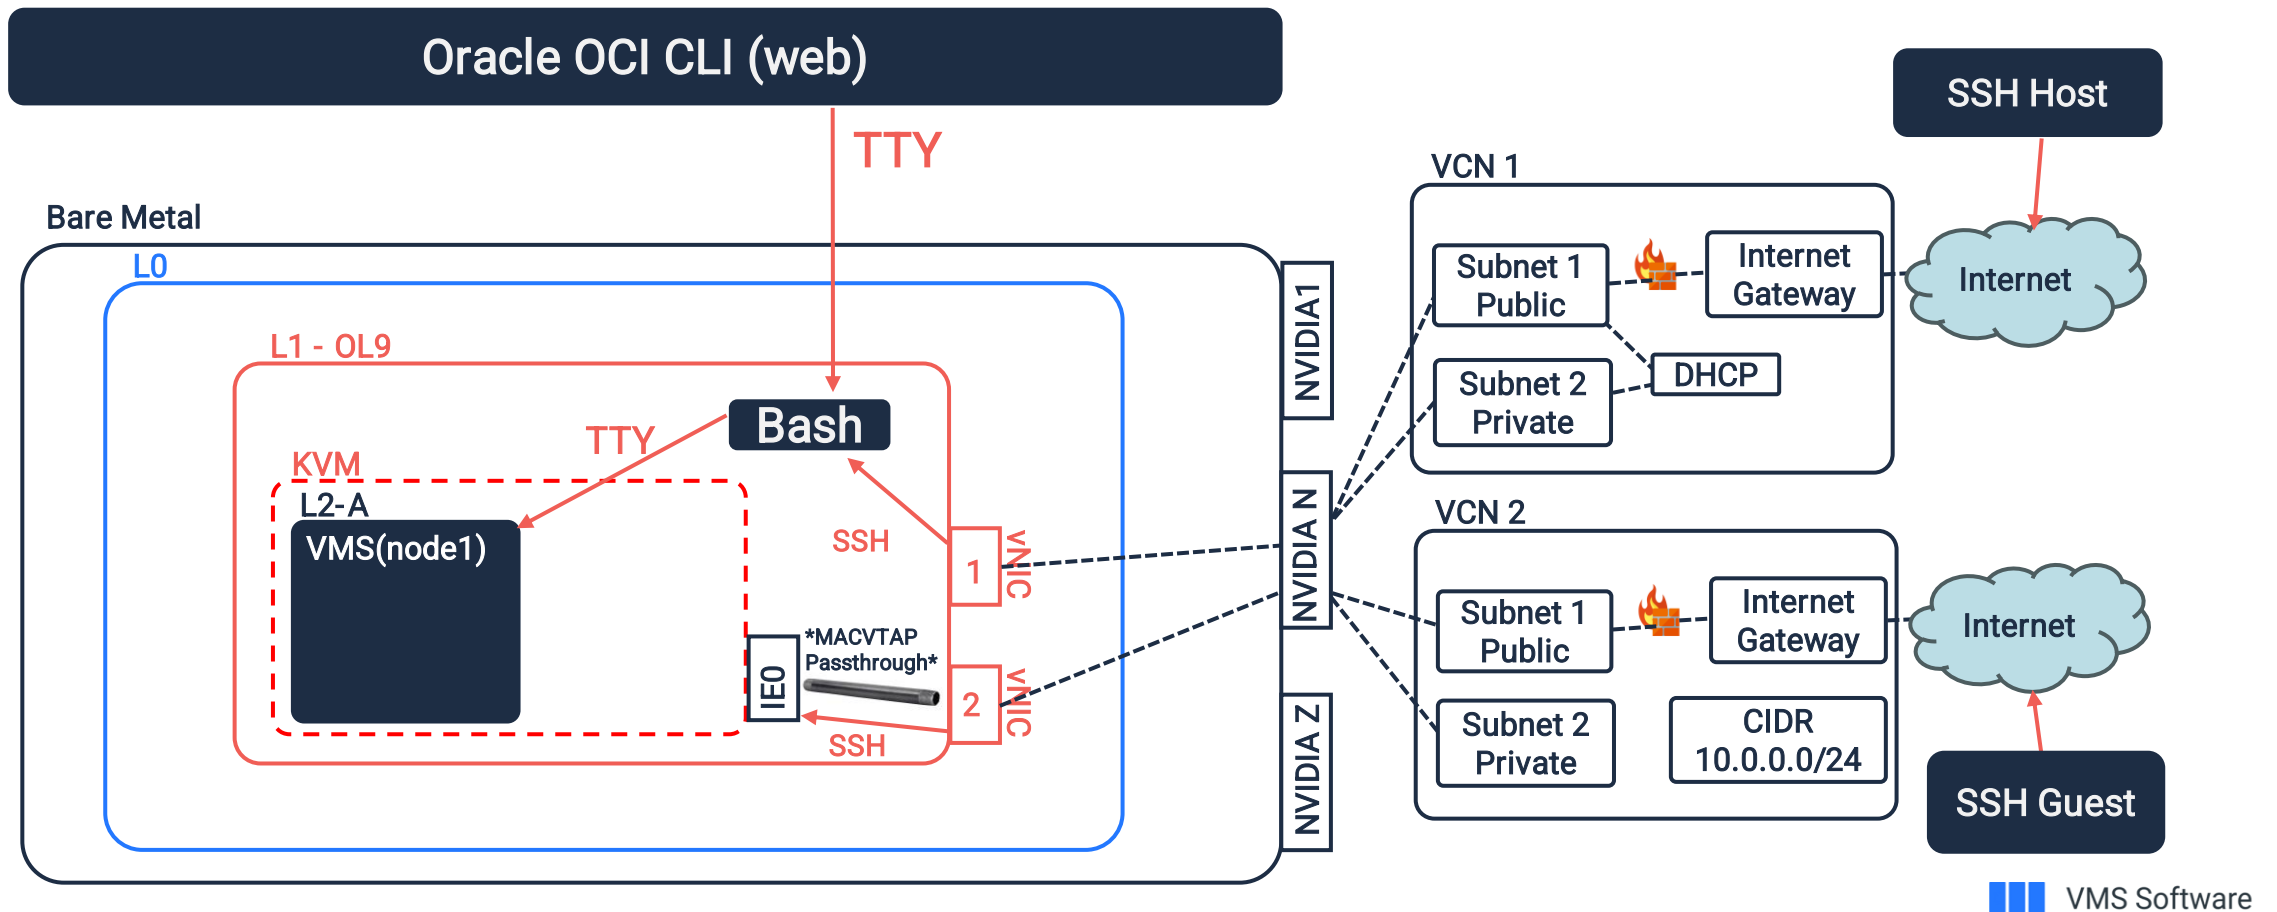 Oracle OCI CLI (web)
TTY
Bare Metal
L0
L1 - OL9
Bash
TTY
KVM
L2-A
VMS(node1)
SSH
1
VNIC
*MACVTAP
Passthrough*
IE0
2
VNIC
SSH
NVIDIA1
NVIDIA N
NVIDIA Z
VCN 1
Subnet 1
Public
Internet
Gateway
Subnet 2
Private
DHCP
SSH Host
Internet
VCN 2
Subnet 1
Public
Internet
Gateway
Subnet 2
Private
CIDR
10.0.0.0/24
Internet
SSH Guest
VMS Software